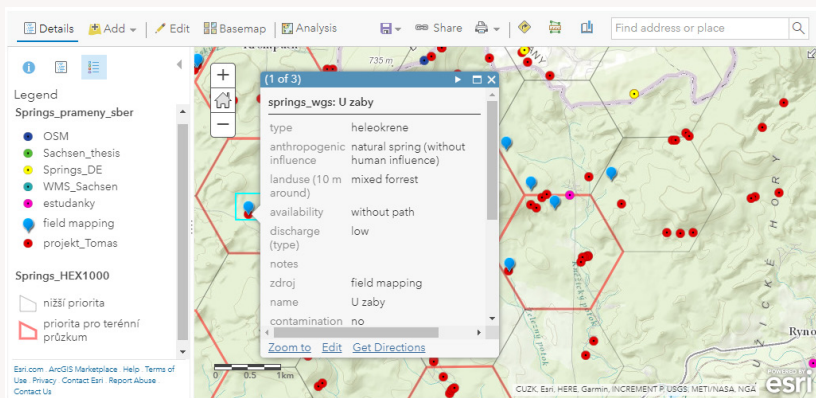 Details Add Edit Basemap Analysis Share Find address or place
Legend
Springs_prameny_sber
OSM
Sachsen_thesis
Springs_DE
WMS_Sachsen
estudanky
field mapping
projekt_Tomas
Springs_HEX1000
nižší priorita
priorita pro terénní
průzkum
Esri.com ArcGIS Marketplace Help Terms of
Use Privacy Contact Esri Report Abuse
Contact Us
735 m
(1 of 3)
springs_wgs: U zaby
type heleokrene
anthropogenic natural spring (without
influence human influence)
landuse (10 m mixed forrest
around)
availability without path
discharge low
(type)
notes
zdroj field mapping
name U zaby
contamination no
Zoom to Edit Get Directions
0 0.5 1km
ANY
HORY
Ryno
CUZK, Esri, HERE, Garmin, INCREMENT P, USGS, METI/NASA, NGA
POWERED BY
esri